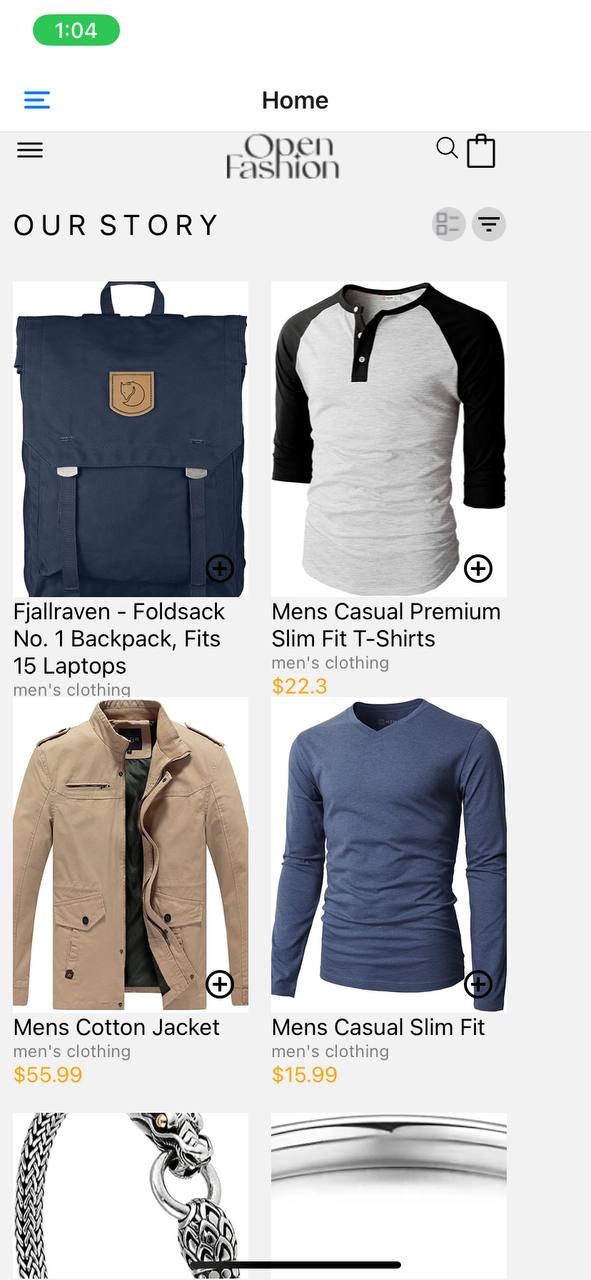 1:04
Home
Open
Fashion
OUR STORY
Fjallraven - Foldsack
No. 1 Backpack, Fits
15 Laptops
men's clothing
Mens Casual Premium
Slim Fit T-Shirts
men's clothing
$22.3
Mens Cotton Jacket
men's clothing
$55.99
Mens Casual Slim Fit
men's clothing
$15.99